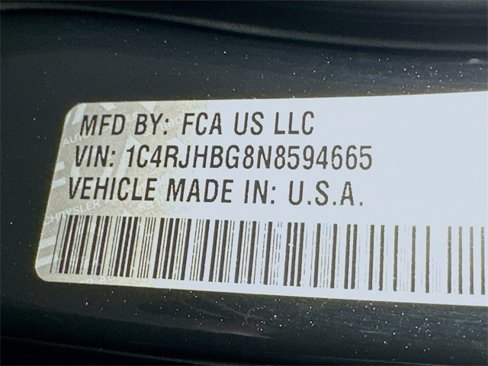 MFD BY: FCA US LLC
VIN: 1C4RJHBG8N8594665
VEHICLE MADE IN: U.S.A.